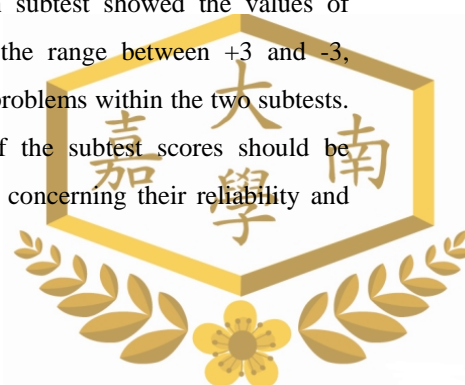 subtest showed the values of
the range between +3 and -3,
problems within the two subtests.
f the subtest scores should be
concerning their reliability and
大
嘉 南
學